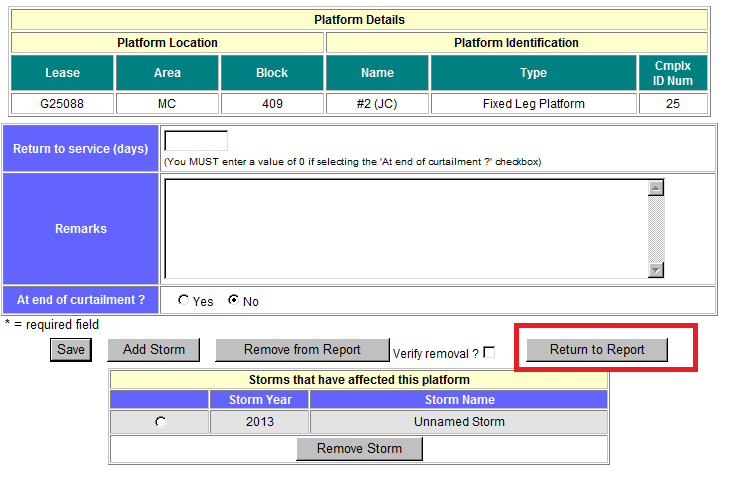 Platform Details
Platform Location Platform Identification
Lease Area Block Name Type Cmplx ID Num
G25088 MC 409 #2 (JC) Fixed Leg Platform 25
Return to service (days)
(You MUST enter a value of 0 if selecting the 'At end of curtailment ?' checkbox)
Remarks
At end of curtailment ? Yes No
* = required field
Save Add Storm Remove from Report Verify removal ? Return to Report
Storms that have affected this platform
Storm Year Storm Name
2013 Unnamed Storm
Remove Storm